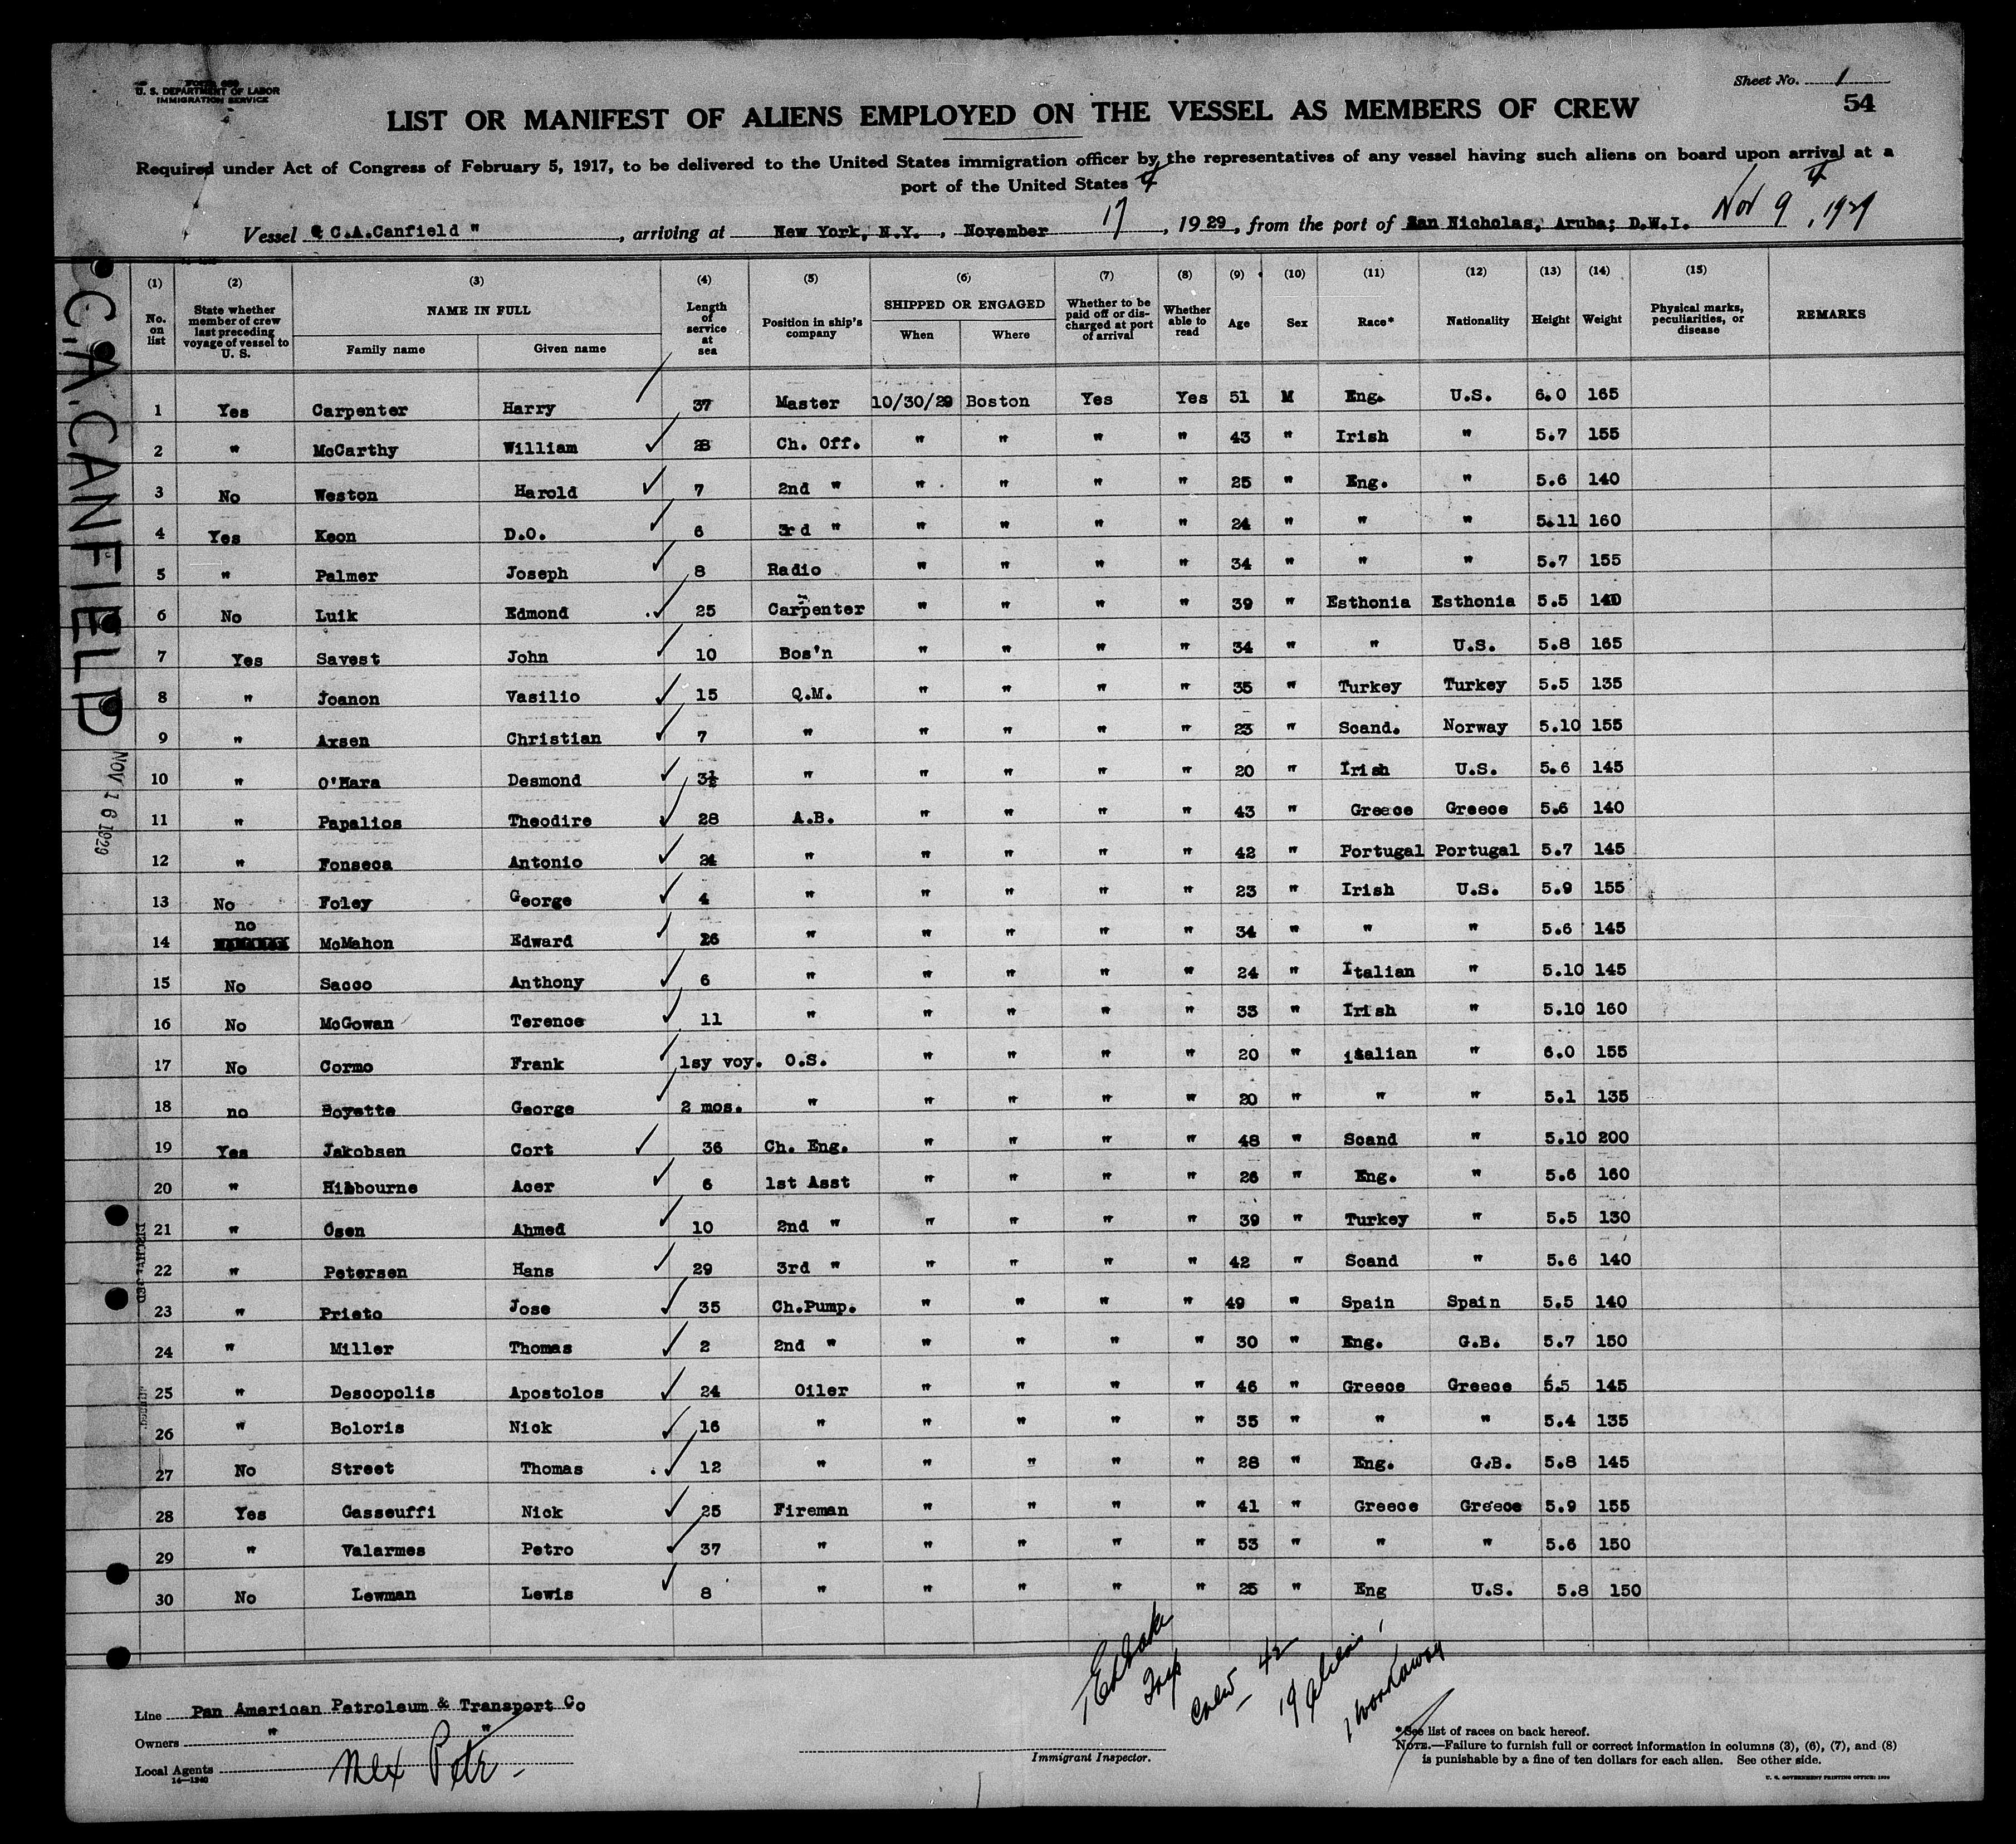 FORM 689
U. S. DEPARTMENT OF LABOR
IMMIGRATION SERVICE
Sheet No. 1
54
LIST OR MANIFEST OF ALIENS EMPLOYED ON THE VESSEL AS MEMBERS OF CREW
Required under Act of Congress of February 5, 1917, to be delivered to the United States immigration officer by the representatives of any vessel having such aliens on board upon arrival at a
port of the United States
Vessel " C.A.Canfield ", arriving at New York, N.Y., November 17, 1929, from the port of San Nicholas, Aruba; D.W.I. Nov 9, 1929
(1) (2) (3) (4) (5) (6) (7) (8) (9) (10) (11) (12) (13) (14) (15)
No. on list State whether member of crew last preceding voyage of vessel to U. S. NAME IN FULL Family name Given name Length of service at sea Position in ship's company SHIPPED OR ENGAGED When Where Whether to be paid off or discharged at port of arrival Whether able to read Age Sex Race* Nationality Height Weight Physical marks, peculiarities, or disease REMARKS
1 Yes Carpenter Harry 37 Master 10/30/29 Boston Yes Yes 51 M Eng. U.S. 6.0 165
2 " McCarthy William 28 Ch. Off. " " " " 43 " Irish " 5.7 155
3 No Weston Harold 7 2nd " " " " " 25 " Eng. " 5.6 140
4 Yes Keon D.O. 6 3rd " " " " " 24 " " " 5.11 160
5 " Palmer Joseph 8 Radio " " " " 34 " " " 5.7 155
6 No Luik Edmond 25 Carpenter " " " " 39 " Esthonia Esthonia 5.5 140
7 Yes Savest John 10 Bos'n " " " " 34 " " U.S. 5.8 165
8 " Joanon Vasilio 15 Q.M. " " " " 35 " Turkey Turkey 5.5 135
9 " Axsen Christian 7 " " " " " 23 " Scand. Norway 5.10 155
10 " O'Hara Desmond 3½ " " " " " 20 " Irish U.S. 5.6 145
11 " Papalios Theodire 28 A.B. " " " " 43 " Greece Greece 5.6 140
12 " Fonseca Antonio 24 " " " " " 42 " Portugal Portugal 5.7 145
13 No Foley George 4 " " " " " 23 " Irish U.S. 5.9 155
14 no McMahon Edward 16 " " " " " 34 " " " 5.6 145
15 No Sacco Anthony 6 " " " " " 24 " Italian " 5.10 145
16 No McGowan Terence 11 " " " " " 33 " Irish " 5.10 160
17 No Cormo Frank 1sy voy. O.S. " " " " 20 " italian " 6.0 155
18 no Boyette George 2 mos. " " " " " 20 " " " 5.1 135
19 Yes Jakobsen Cort 36 Ch. Eng. " " " " 48 " Scand " 5.10 200
20 " Hibbourne Acer 6 1st Asst " " " " 26 " Eng. " 5.6 160
21 " Osen Ahmed 10 2nd " " " " " 39 " Turkey " 5.5 130
22 " Petersen Hans 29 3rd " " " " " 42 " Scand " 5.6 140
23 " Prieto Jose 35 Ch.Pump. " " " " 49 " Spain Spain 5.5 140
24 " Miller Thomas 2 2nd " " " " " 30 " Eng. G.B. 5.7 150
25 " Descopolis Apostolos 24 Oiler " " " " 46 " Greece Greece 5.5 145
26 " Boloris Nick 16 " " " " " 35 " " " 5.4 135
27 No Street Thomas 12 " " " " " 28 " Eng. G.B. 5.8 145
28 Yes Gasseuffi Nick 25 Fireman " " " " 41 " Greece Greece 5.9 155
29 " Valarmes Petro 37 " " " " " 53 " " " 5.6 150
30 No Lewman Lewis 8 " " " " " 25 " Eng U.S. 5.8 150
C.A.CANFIELD
NOV 16 1929
DISCHARGED
Crew 42
19 aliens
1 workaway
Line Pan American Petroleum & Transport Co
Owners " "
Local Agents Mex Petr
14—1240
Immigrant Inspector.
*See list of races on back hereof.
NOTE.—Failure to furnish full or correct information in columns (3), (6), (7), and (8)
is punishable by a fine of ten dollars for each alien. See other side.
U. S. GOVERNMENT PRINTING OFFICE: 1929